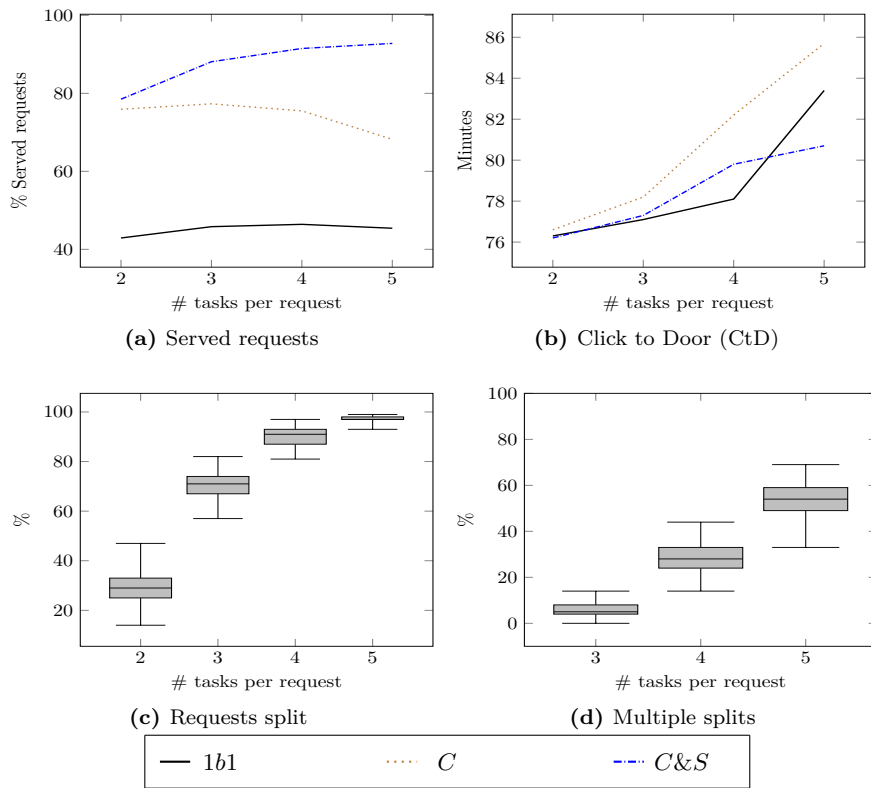 100
80
60
40
% Served requests
2 3 4 5
# tasks per request
(a) Served requests
86
84
82
80
78
76
Minutes
2 3 4 5
# tasks per request
(b) Click to Door (CtD)
100
80
60
40
20
%
2 3 4 5
# tasks per request
(c) Requests split
100
80
60
40
20
0
%
3 4 5
# tasks per request
(d) Multiple splits
1b1 C C&S